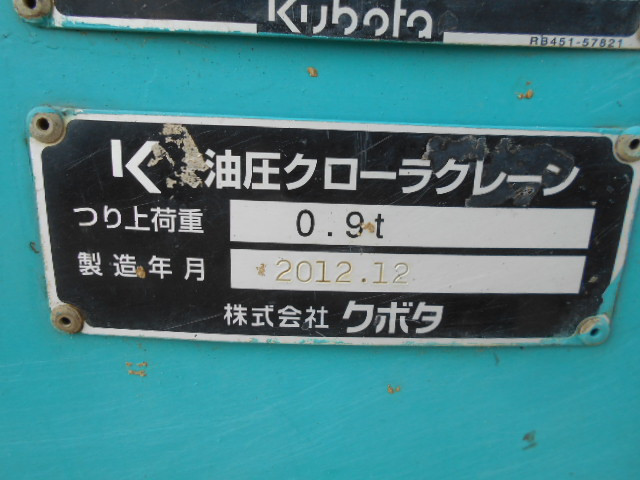 Kubota
RB451-57821
K 油圧クローラクレーン
つり上荷重 0.9t
製造年月 2012.12
株式会社 クボタ